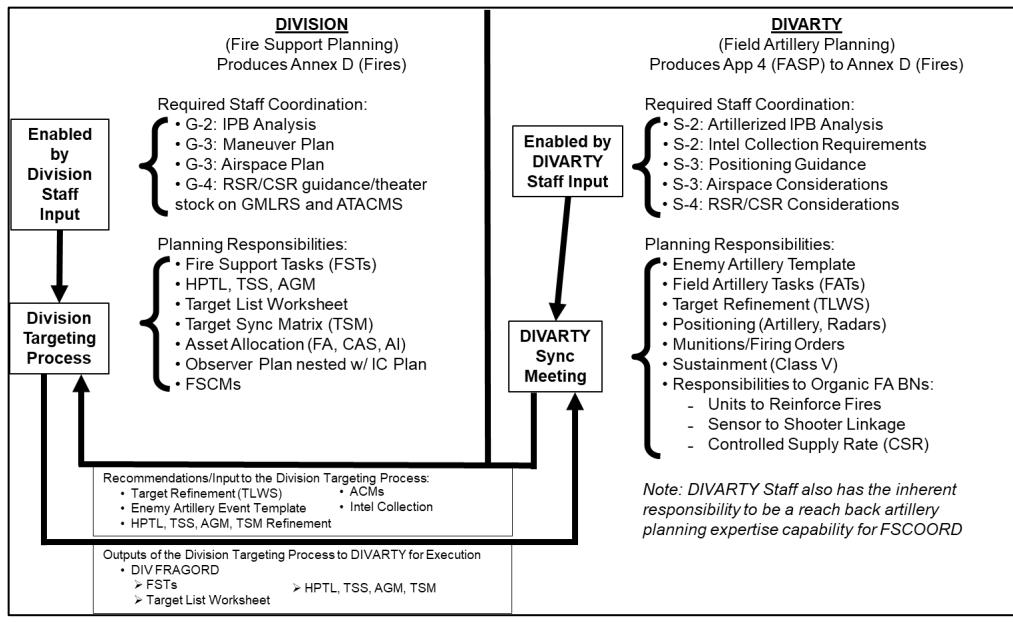 DIVISION
(Fire Support Planning)
Produces Annex D (Fires)
Enabled
by
Division
Staff
Input
Required Staff Coordination:
• G-2: IPB Analysis
• G-3: Maneuver Plan
• G-3: Airspace Plan
• G-4: RSR/CSR guidance/theater
stock on GMLRS and ATACMS
Division
Targeting
Process
Planning Responsibilities:
• Fire Support Tasks (FSTs)
• HPTL, TSS, AGM
• Target List Worksheet
• Target Sync Matrix (TSM)
• Asset Allocation (FA, CAS, AI)
• Observer Plan nested w/ IC Plan
• FSCMs
DIVARTY
(Field Artillery Planning)
Produces App 4 (FASP) to Annex D (Fires)
Enabled by
DIVARTY
Staff Input
Required Staff Coordination:
• S-2: Artillerized IPB Analysis
• S-2: Intel Collection Requirements
• S-3: Positioning Guidance
• S-3: Airspace Considerations
• S-4: RSR/CSR Considerations
DIVARTY
Sync
Meeting
Planning Responsibilities:
• Enemy Artillery Template
• Field Artillery Tasks (FATs)
• Target Refinement (TLWS)
• Positioning (Artillery, Radars)
• Munitions/Firing Orders
• Sustainment (Class V)
• Responsibilities to Organic FA BNs:
- Units to Reinforce Fires
- Sensor to Shooter Linkage
- Controlled Supply Rate (CSR)
Note: DIVARTY Staff also has the inherent
responsibility to be a reach back artillery
planning expertise capability for FSCOORD
Recommendations/Input to the Division Targeting Process:
• Target Refinement (TLWS)
• Enemy Artillery Event Template
• HPTL, TSS, AGM, TSM Refinement
• ACMs
• Intel Collection
Outputs of the Division Targeting Process to DIVARTY for Execution
• DIV FRAGORD
➢ FSTs
➢ Target List Worksheet
➢ HPTL, TSS, AGM, TSM